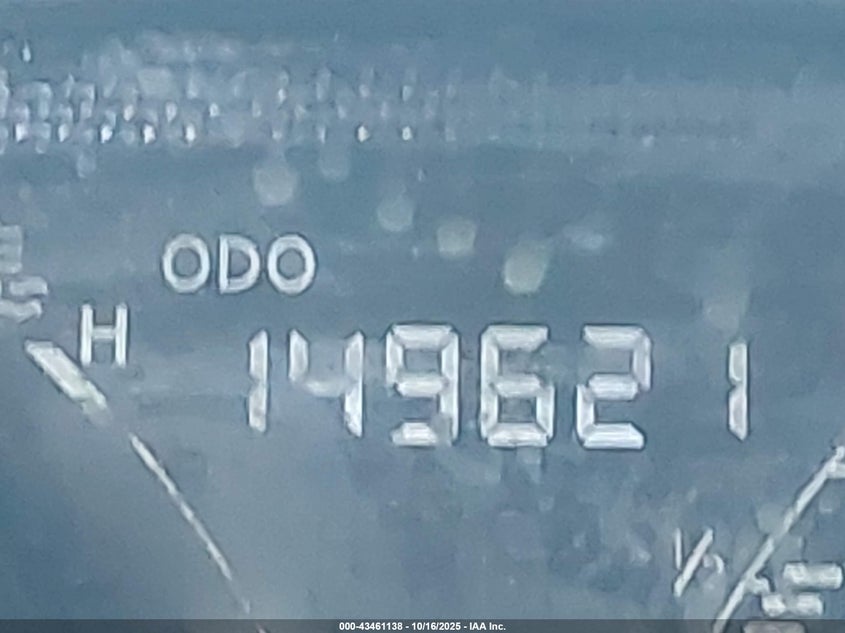 ODO
H
149621
000-43461138 - 10/16/2025 - IAA Inc.